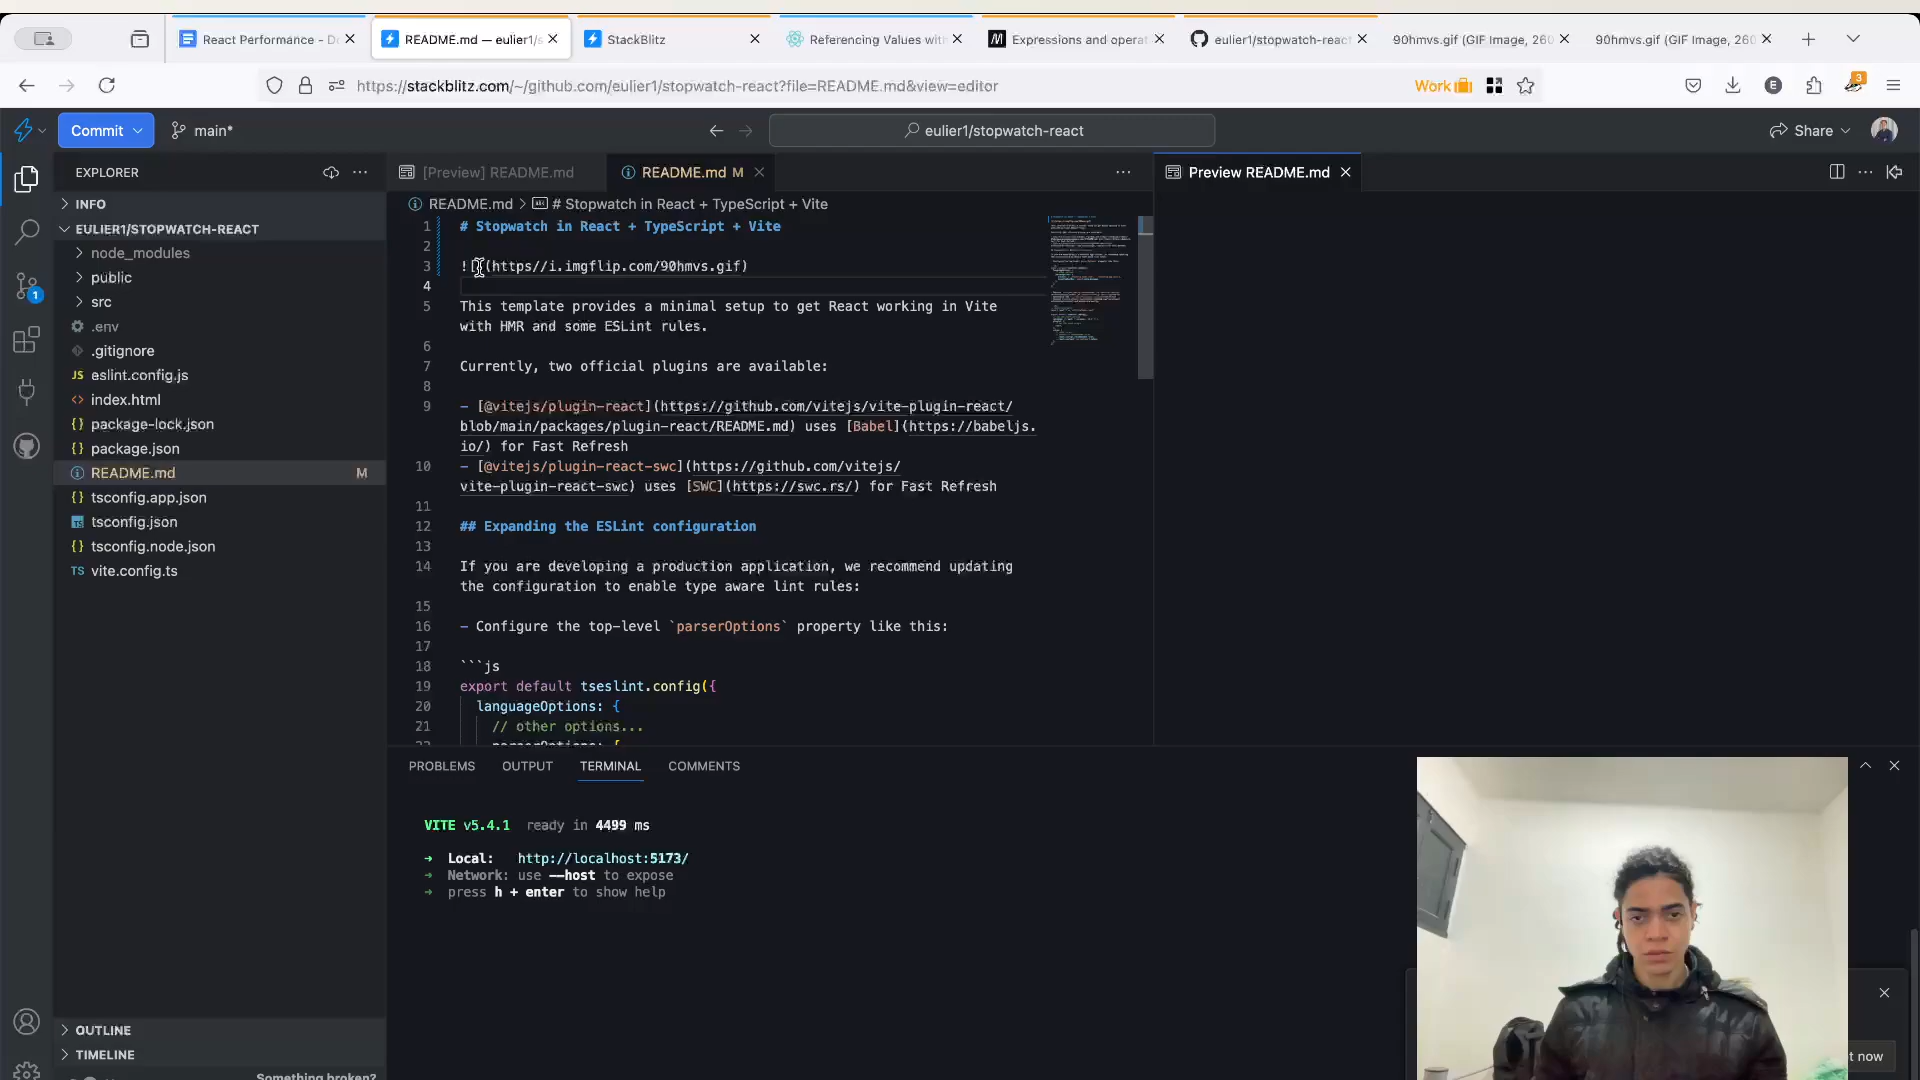 React Performance - D
README.md — eulier1/s
StackBlitz
Referencing Values with
Expressions and operat
eulier1/stopwatch-react
90hmvs.gif (GIF Image, 260
90hmvs.gif (GIF Image, 260
https://stackblitz.com/~/github.com/eulier1/stopwatch-react?file=README.md&view=editor
Work
E
3
Commit
main*
eulier1/stopwatch-react
Share
EXPLORER
INFO
EULIER1/STOPWATCH-REACT
node_modules
public
src
.env
.gitignore
JS eslint.config.js
<> index.html
{} package-lock.json
{} package.json
README.md M
{} tsconfig.app.json
TS tsconfig.json
{} tsconfig.node.json
TS vite.config.ts
OUTLINE
TIMELINE
Something broken?
1
[Preview] README.md
README.md M
README.md > # Stopwatch in React + TypeScript + Vite
1 # Stopwatch in React + TypeScript + Vite
2
3 ![](https//i.imgflip.com/90hmvs.gif)
4
5 This template provides a minimal setup to get React working in Vite
with HMR and some ESLint rules.
6
7 Currently, two official plugins are available:
8
9 - [@vitejs/plugin-react](https://github.com/vitejs/vite-plugin-react/
blob/main/packages/plugin-react/README.md) uses [Babel](https://babeljs.
io/) for Fast Refresh
10 - [@vitejs/plugin-react-swc](https://github.com/vitejs/
vite-plugin-react-swc) uses [SWC](https://swc.rs/) for Fast Refresh
11
12 ## Expanding the ESLint configuration
13
14 If you are developing a production application, we recommend updating
the configuration to enable type aware lint rules:
15
16 - Configure the top-level `parserOptions` property like this:
17
18 ```js
19 export default tseslint.config({
20 languageOptions: {
21 // other options...
22 parserOptions: {
Preview README.md
PROBLEMS
OUTPUT
TERMINAL
COMMENTS
VITE v5.4.1 ready in 4499 ms
➜ Local: http://localhost:5173/
➜ Network: use --host to expose
➜ press h + enter to show help
t now